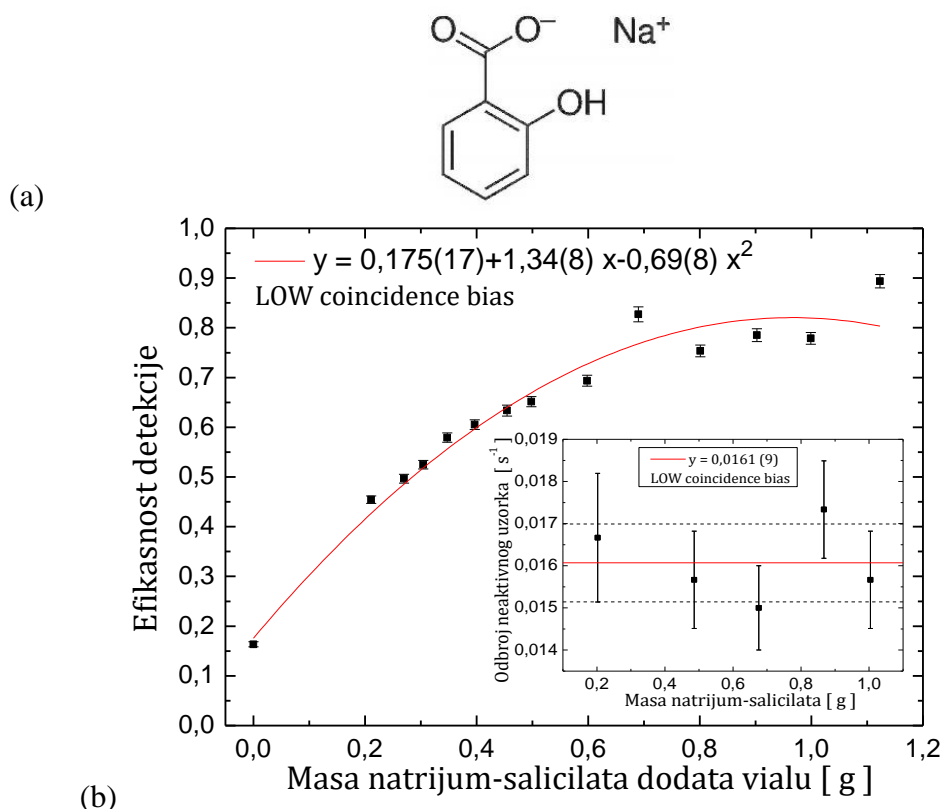 O O⁻ Na⁺
OH
(a)
1,0
y = 0,175(17)+1,34(8) x-0,69(8) x²
0,9
LOW coincidence bias
0,8
0,7
0,6
0,5
0,4
0,3
0,2
0,1
0,0
Efikasnost detekcije
0,019
y = 0,0161 (9)
LOW coincidence bias
0,018
0,017
0,016
0,015
0,014
Odbroj neaktivnog uzorka [ s⁻¹ ]
0,2 0,4 0,6 0,8 1,0
Masa natrijum-salicilata [ g ]
0,0 0,2 0,4 0,6 0,8 1,0 1,2
Masa natrijum-salicilata dodata vialu [ g ]
(b)